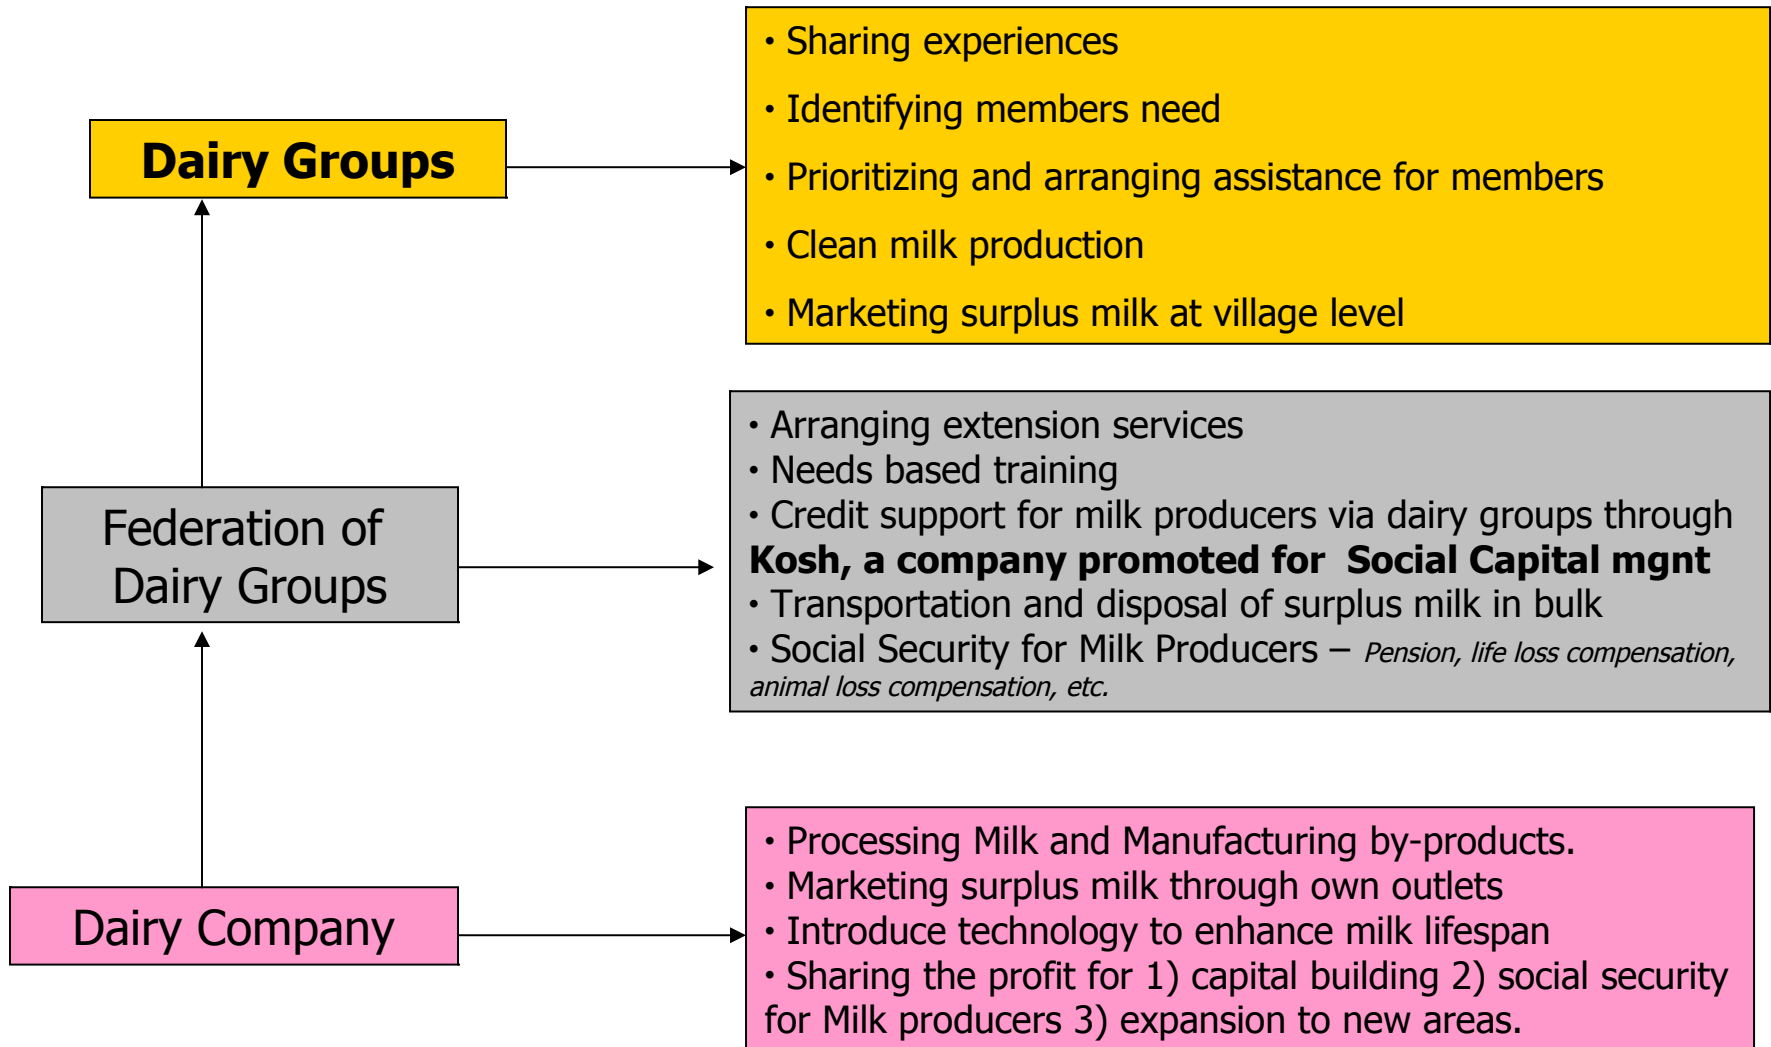 Dairy Groups
• Sharing experiences
• Identifying members need
• Prioritizing and arranging assistance for members
• Clean milk production
• Marketing surplus milk at village level
Federation of
Dairy Groups
• Arranging extension services
• Needs based training
• Credit support for milk producers via dairy groups through
Kosh, a company promoted for Social Capital mgnt
• Transportation and disposal of surplus milk in bulk
• Social Security for Milk Producers – Pension, life loss compensation,
animal loss compensation, etc.
Dairy Company
• Processing Milk and Manufacturing by-products.
• Marketing surplus milk through own outlets
• Introduce technology to enhance milk lifespan
• Sharing the profit for 1) capital building 2) social security
for Milk producers 3) expansion to new areas.